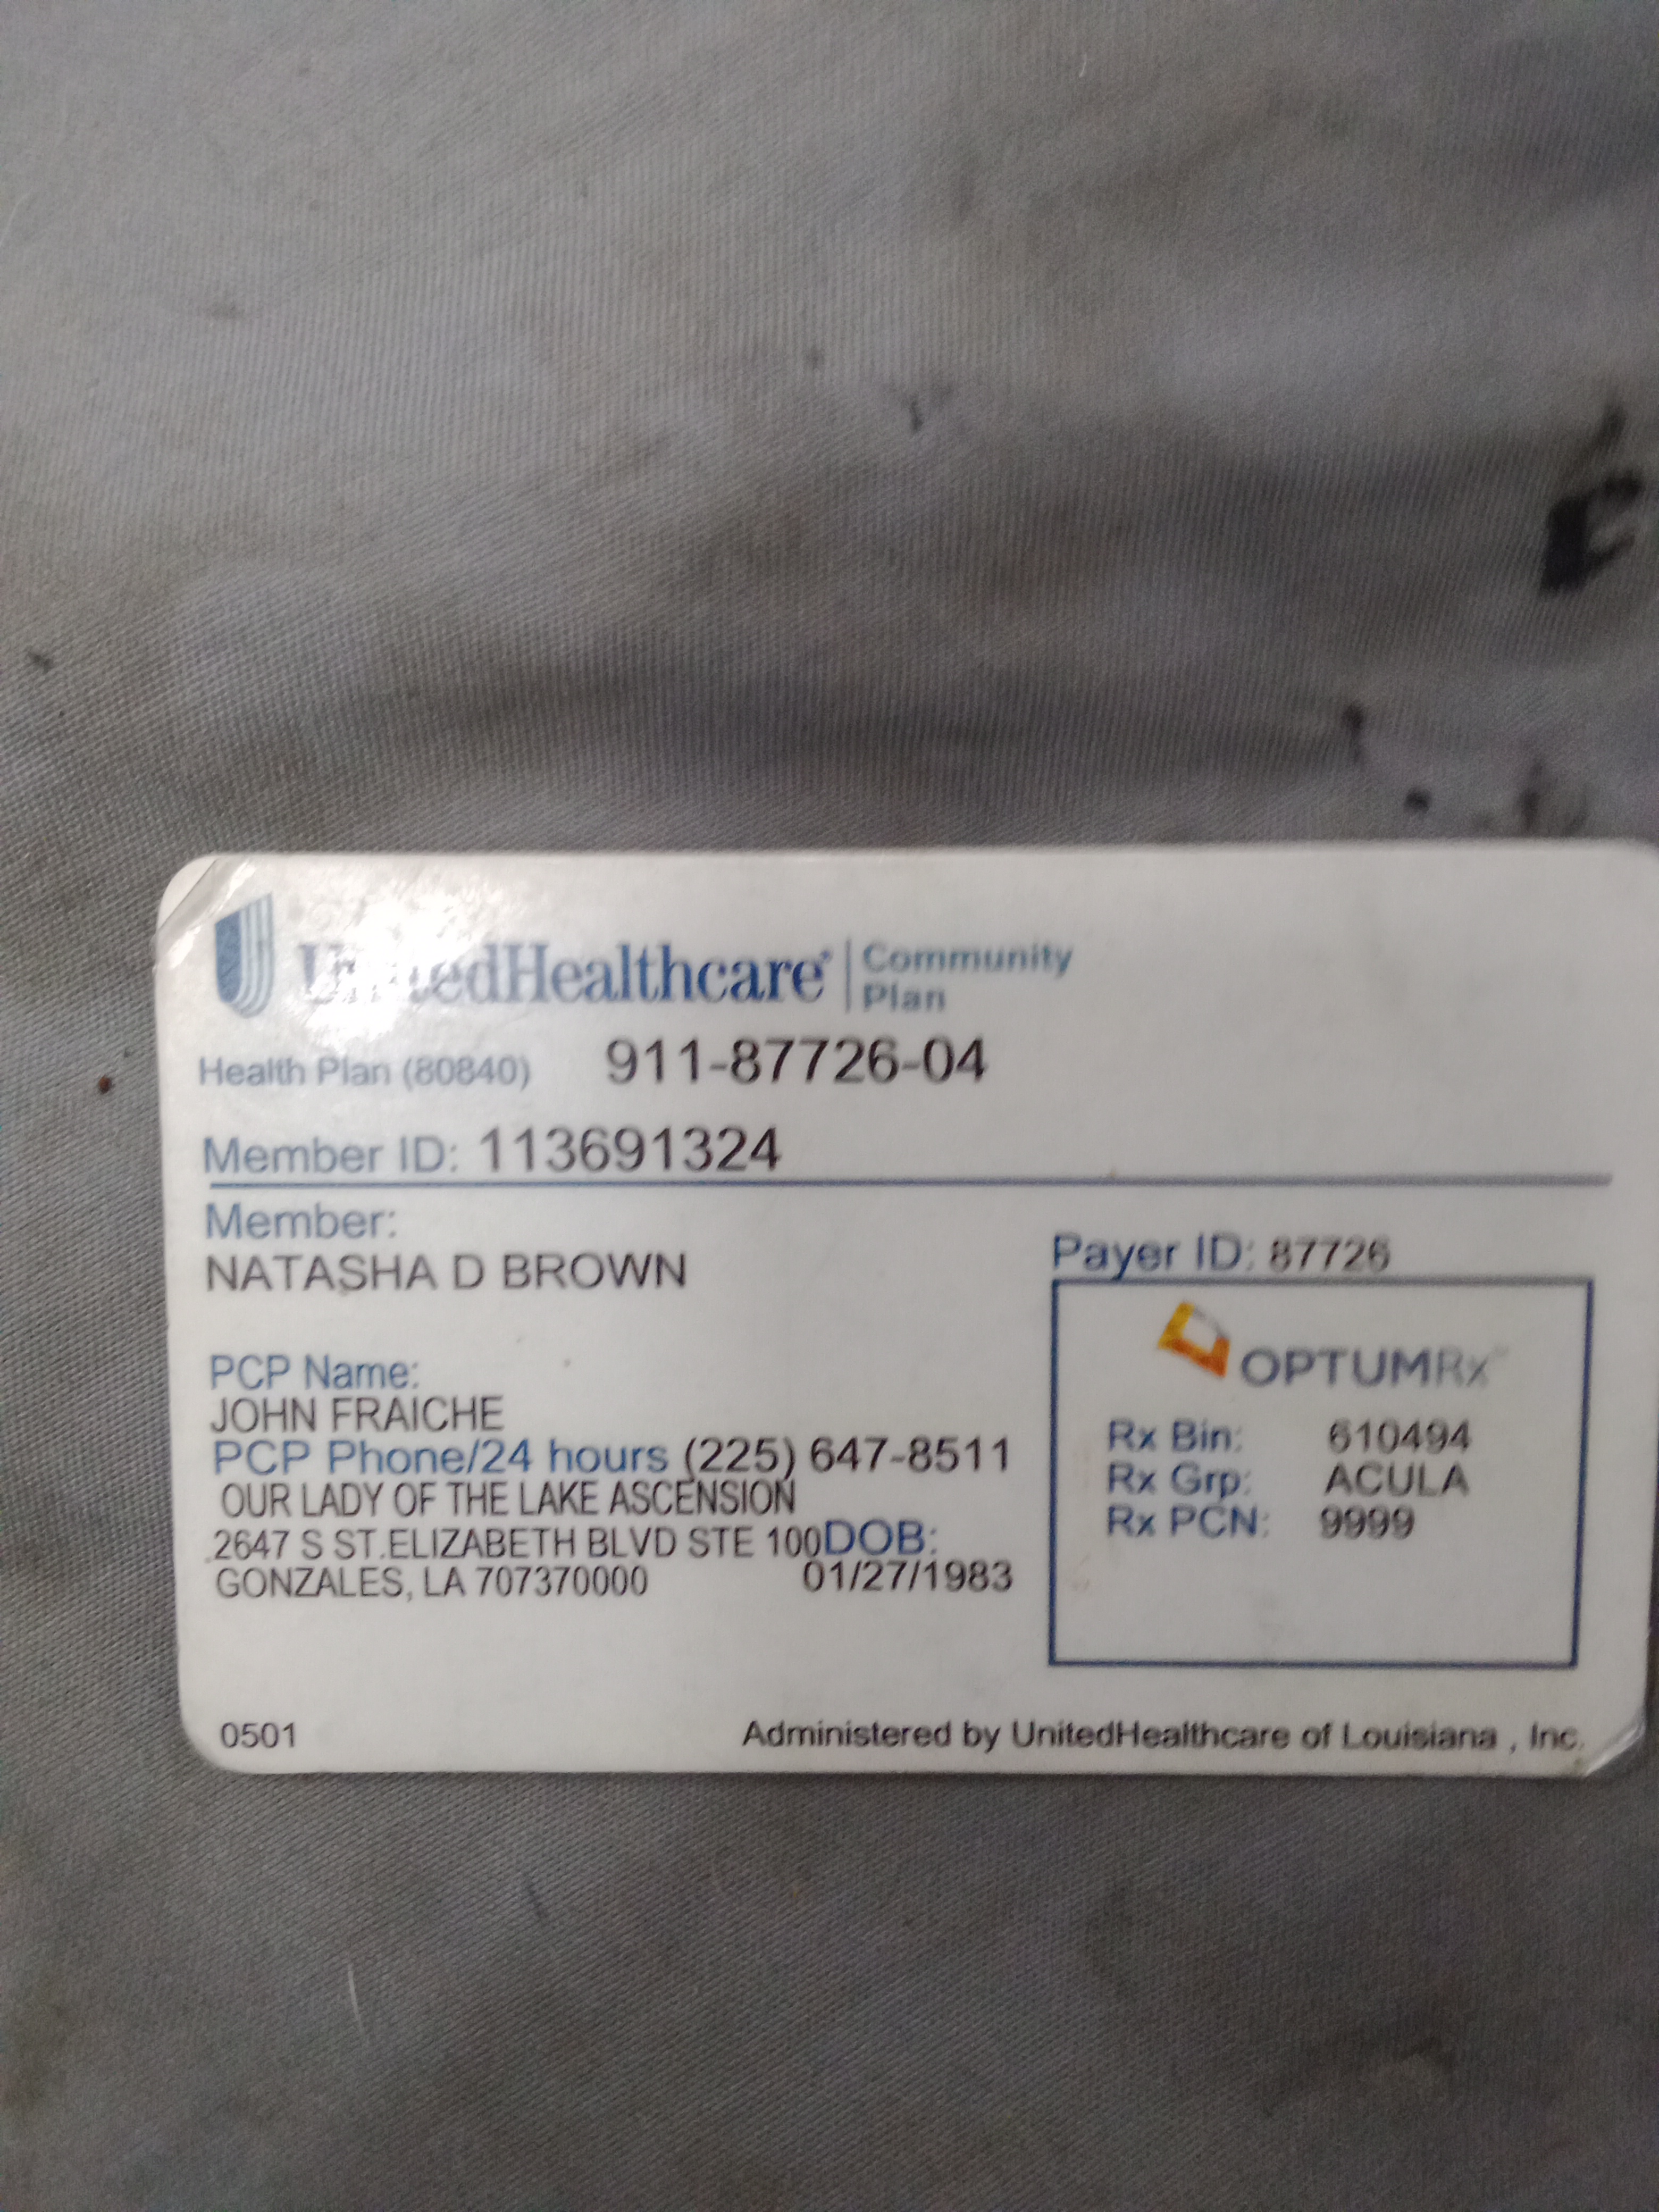 UnitedHealthcare | Community Plan
Health Plan (80840) 911-87726-04
Member ID: 113691324
Member:
NATASHA D BROWN
Payer ID: 87726
PCP Name:
JOHN FRAICHE
PCP Phone/24 hours (225) 647-8511
OUR LADY OF THE LAKE ASCENSION
2647 S ST.ELIZABETH BLVD STE 100 DOB:
GONZALES, LA 707370000 01/27/1983
OPTUMRx
Rx Bin: 610494
Rx Grp: ACULA
Rx PCN: 9999
0501
Administered by UnitedHealthcare of Louisiana , Inc.